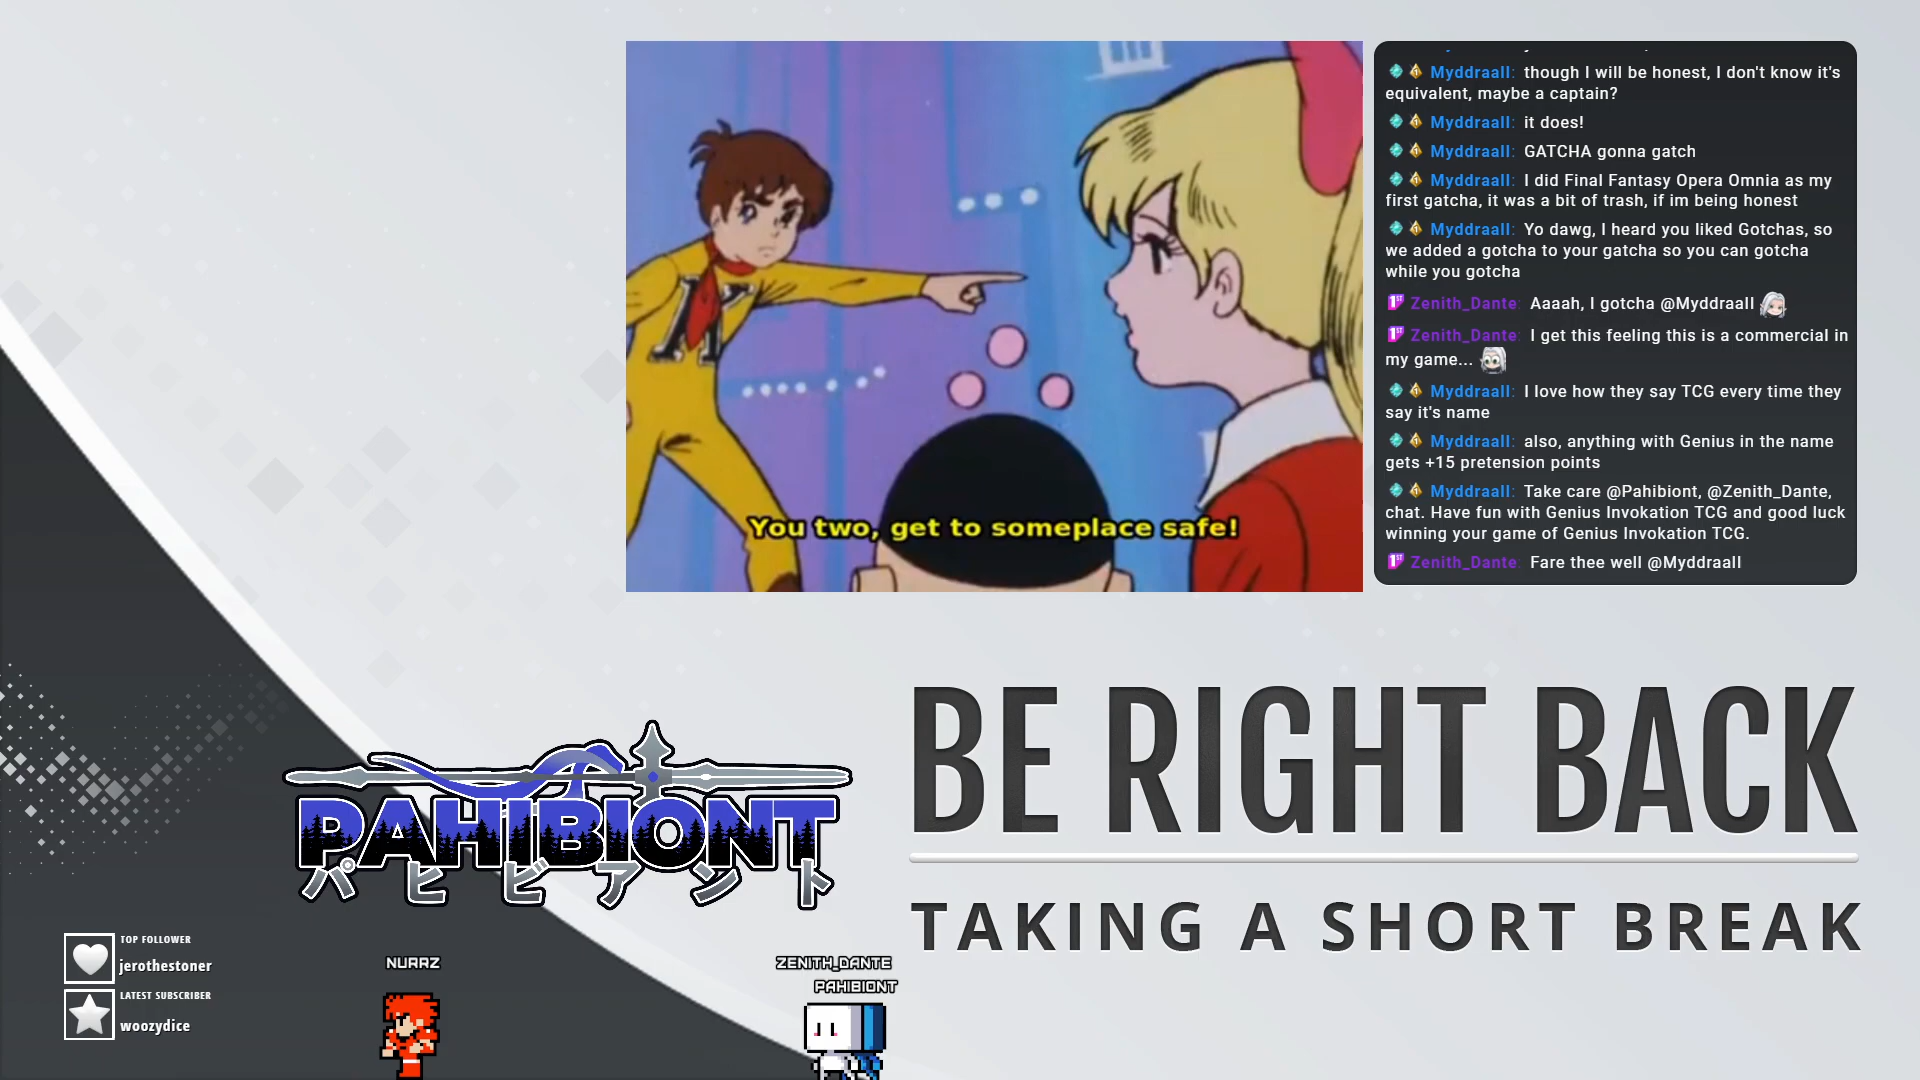 Myddraall: though I will be honest, I don't know it's
equivalent, maybe a captain?
Myddraall: it does!
Myddraall: GATCHA gonna gatch
Myddraall: I did Final Fantasy Opera Omnia as my
first gatcha, it was a bit of trash, if im being honest
Myddraall: Yo dawg, I heard you liked Gotchas, so
we added a gotcha to your gatcha so you can gotcha
while you gotcha
1ST Zenith_Dante: Aaaah, I gotcha @Myddraall
1ST Zenith_Dante: I get this feeling this is a commercial in
my game...
Myddraall: I love how they say TCG every time they
say it's name
Myddraall: also, anything with Genius in the name
gets +15 pretension points
Myddraall: Take care @Pahibiont, @Zenith_Dante,
chat. Have fun with Genius Invokation TCG and good luck
winning your game of Genius Invokation TCG.
1ST Zenith_Dante: Fare thee well @Myddraall
M
You two, get to someplace safe!
BE RIGHT BACK
TAKING A SHORT BREAK
PAHIBIONT
パヒビアント
TOP FOLLOWER
jerothestoner
LATEST SUBSCRIBER
woozydice
NURRZ
ZENITH_DANTE
PAHIBIONT